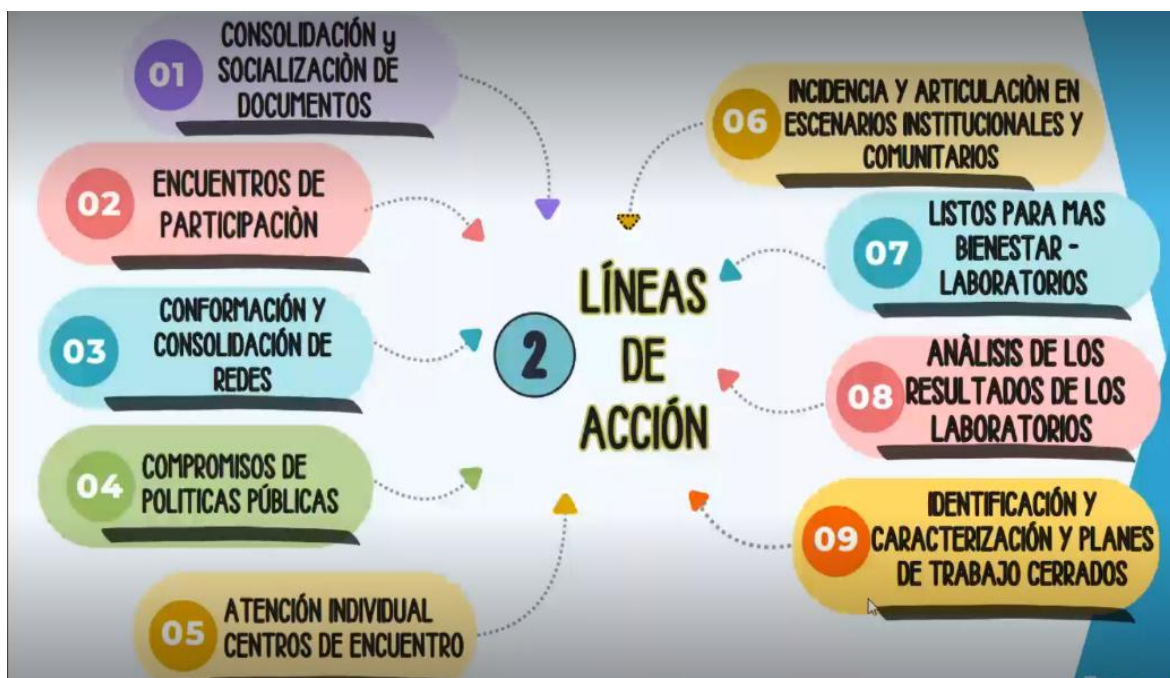 01
CONSOLIDACIÓN y
SOCIALIZACIÒN DE
DOCUMENTOS
02
ENCUENTROS DE
PARTICIPACIÒN
03
CONFORMACIÓN Y
CONSOLIDACIÓN DE
REDES
04
COMPROMISOS DE
POLITICAS PÚBLICAS
05
ATENCIÓN INDIVIDUAL
CENTROS DE ENCUENTRO
2
LÍNEAS
DE
ACCIÓN
06
INCIDENCIA Y ARTICULACIÒN EN
ESCENARIOS INSTITUCIONALES Y
COMUNITARIOS
07
LISTOS PARA MAS
BIENESTAR -
LABORATORIOS
08
ANÀLISIS DE LOS
RESULTADOS DE LOS
LABORATORIOS
09
IDENTIFICACIÓN Y
CARACTERIZACIÓN Y PLANES
DE TRABAJO CERRADOS